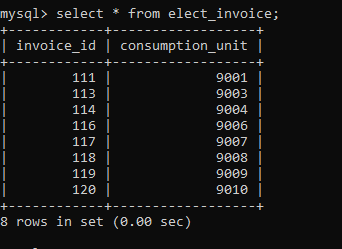 mysql> select * from elect_invoice;
+------------+------------------+
| invoice_id | consumption_unit |
+------------+------------------+
|        111 |             9001 |
|        113 |             9003 |
|        114 |             9004 |
|        116 |             9006 |
|        117 |             9007 |
|        118 |             9008 |
|        119 |             9009 |
|        120 |             9010 |
+------------+------------------+
8 rows in set (0.00 sec)